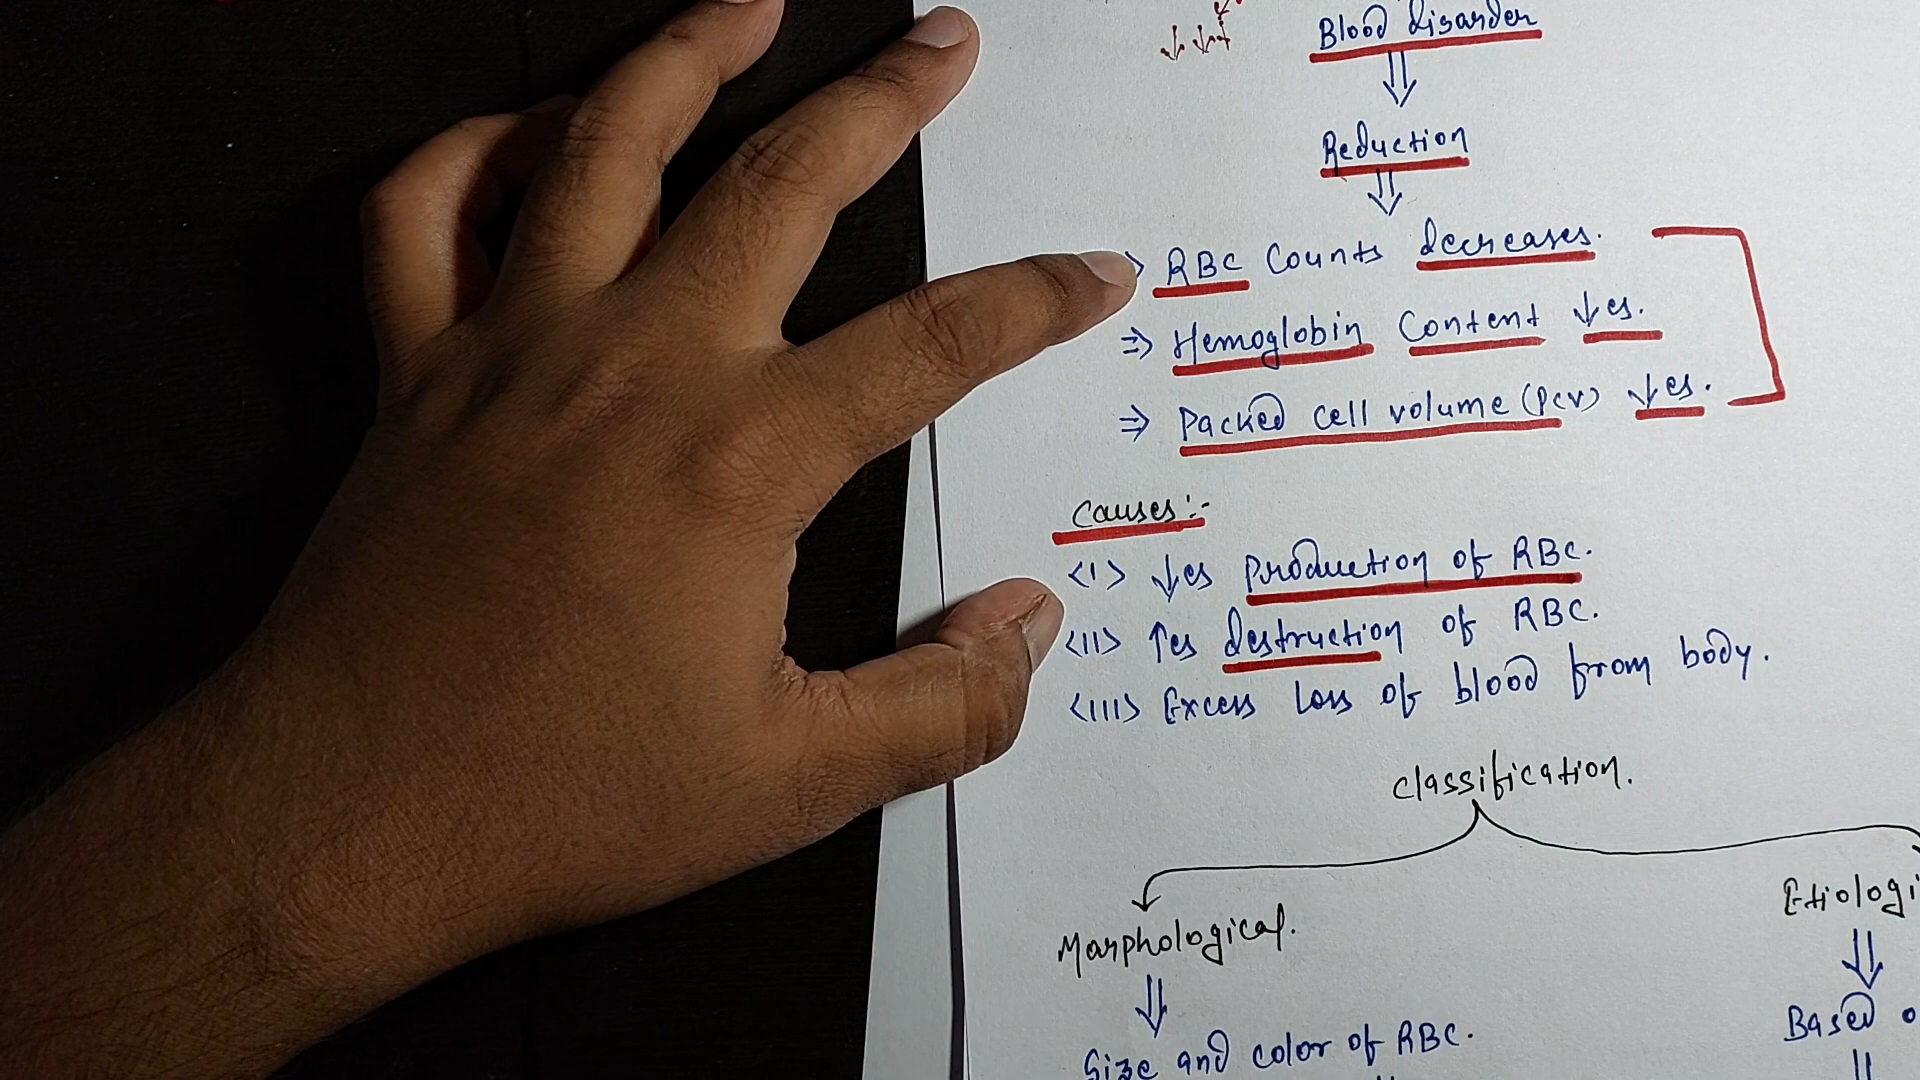 Blood disorder
⇓
Reduction
⇓
RBC Counts decreases.
⇒ Hemoglobin Content ↓es.
⇒ Packed cell volume (PCV) ↓es.
Causes :-
<I> ↓es Production of RBC.
<II> ↑es destruction of RBC.
<III> Excess loss of blood from body.
Classification.
Morphological. Etiologi
⇓ ⇓
Size and color of RBC. Based o